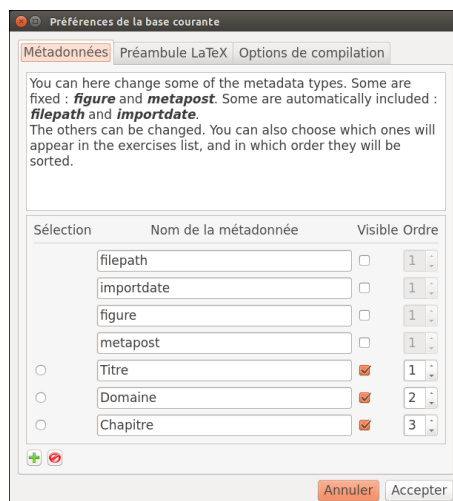 Préférences de la base courante
Métadonnées Préambule LaTeX Options de compilation
You can here change some of the metadata types. Some are
fixed : figure and metapost. Some are automatically included :
filepath and importdate.
The others can be changed. You can also choose which ones will
appear in the exercises list, and in which order they will be
sorted.
Sélection Nom de la métadonnée Visible Ordre
filepath 1
importdate 1
figure 1
metapost 1
Titre 1
Domaine 2
Chapitre 3
Annuler Accepter